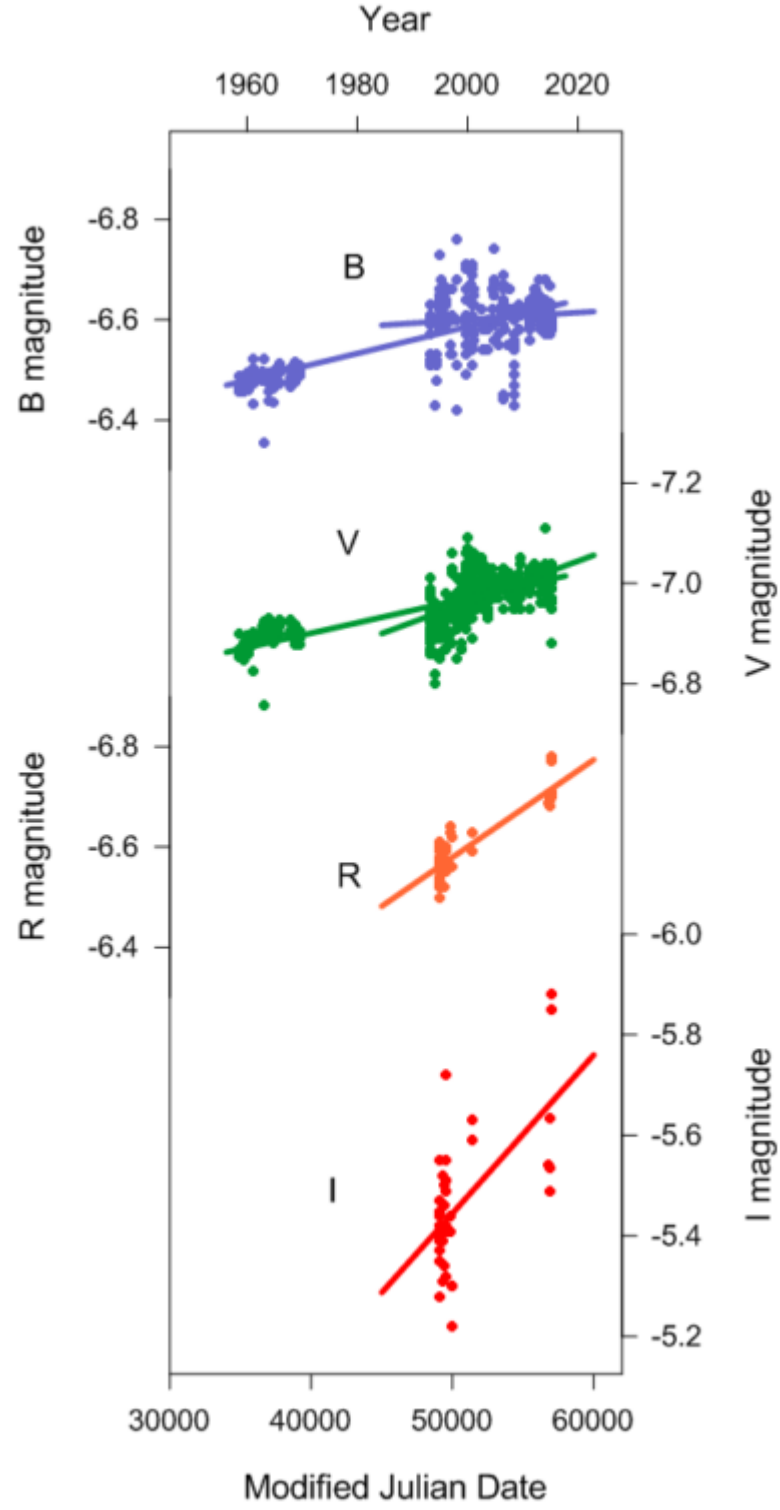 Year
1960 1980 2000 2020
B magnitude
-6.8
-6.6
-6.4
B
V magnitude
-7.2
-7.0
-6.8
V
R magnitude
-6.8
-6.6
-6.4
R
I magnitude
-6.0
-5.8
-5.6
-5.4
-5.2
I
30000 40000 50000 60000
Modified Julian Date